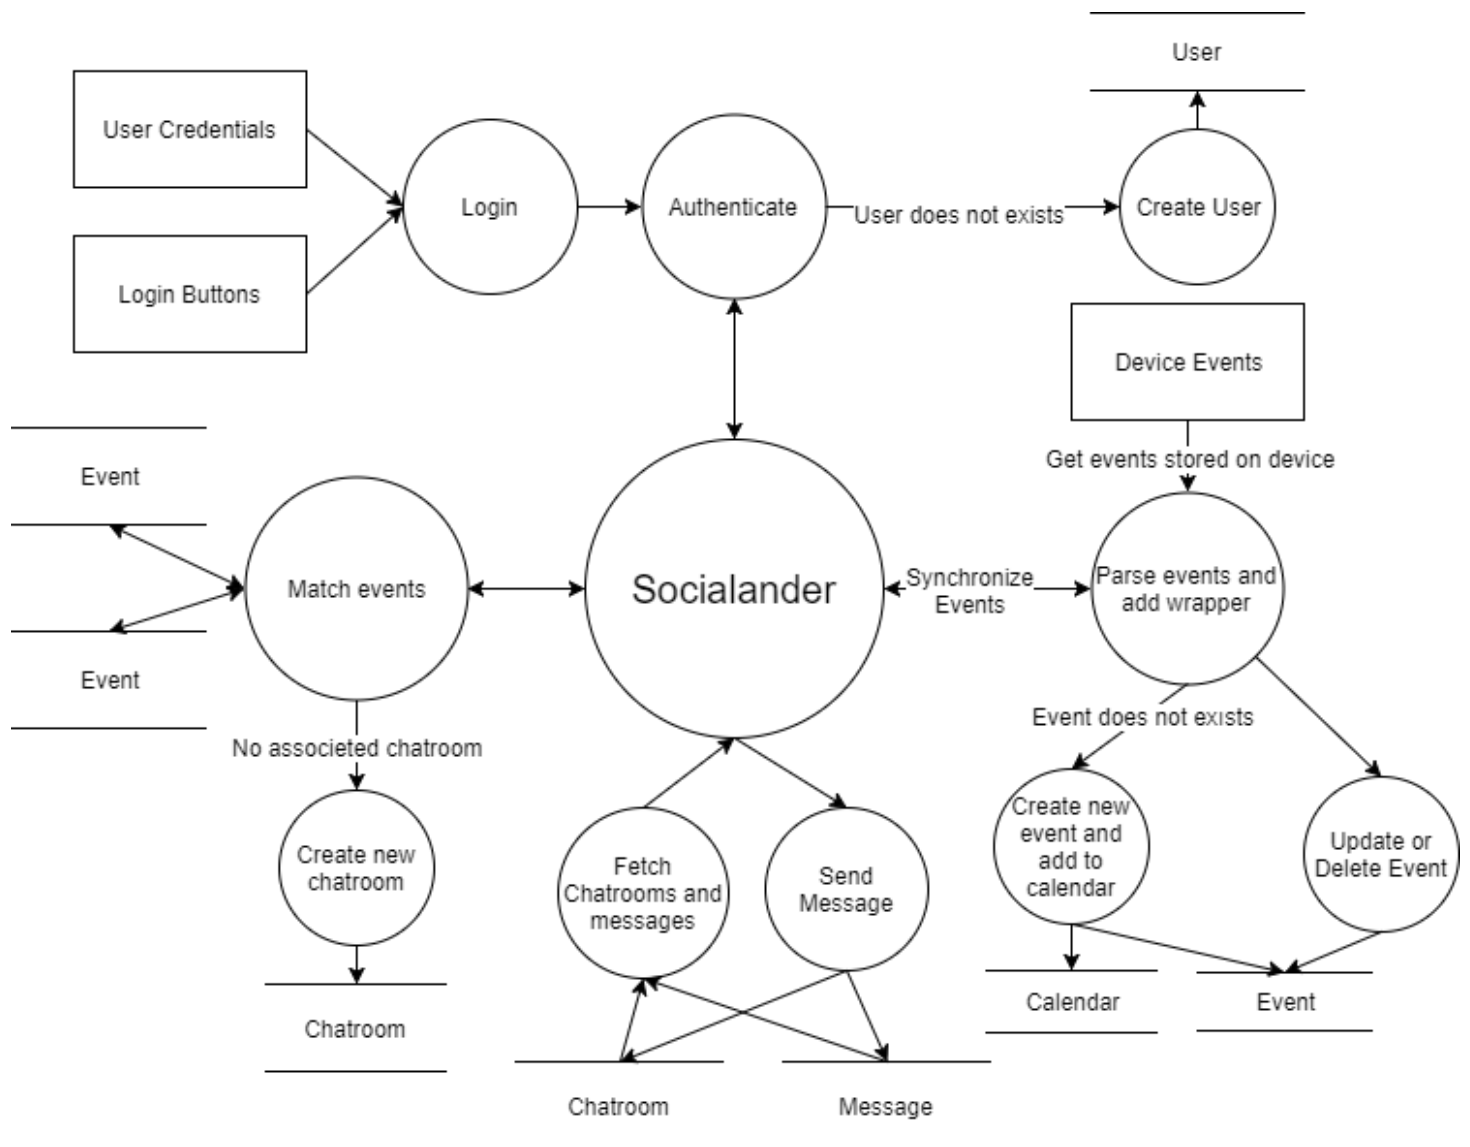 User
User Credentials
Login
Authenticate
User does not exists
Create User
Login Buttons
Device Events
Get events stored on device
Event
Match events
Socialander
Synchronize
Events
Parse events and
add wrapper
Event
No associeted chatroom
Event does not exists
Create new
chatroom
Fetch
Chatrooms and
messages
Send
Message
Create new
event and
add to
calendar
Update or
Delete Event
Chatroom
Calendar
Event
Chatroom
Message